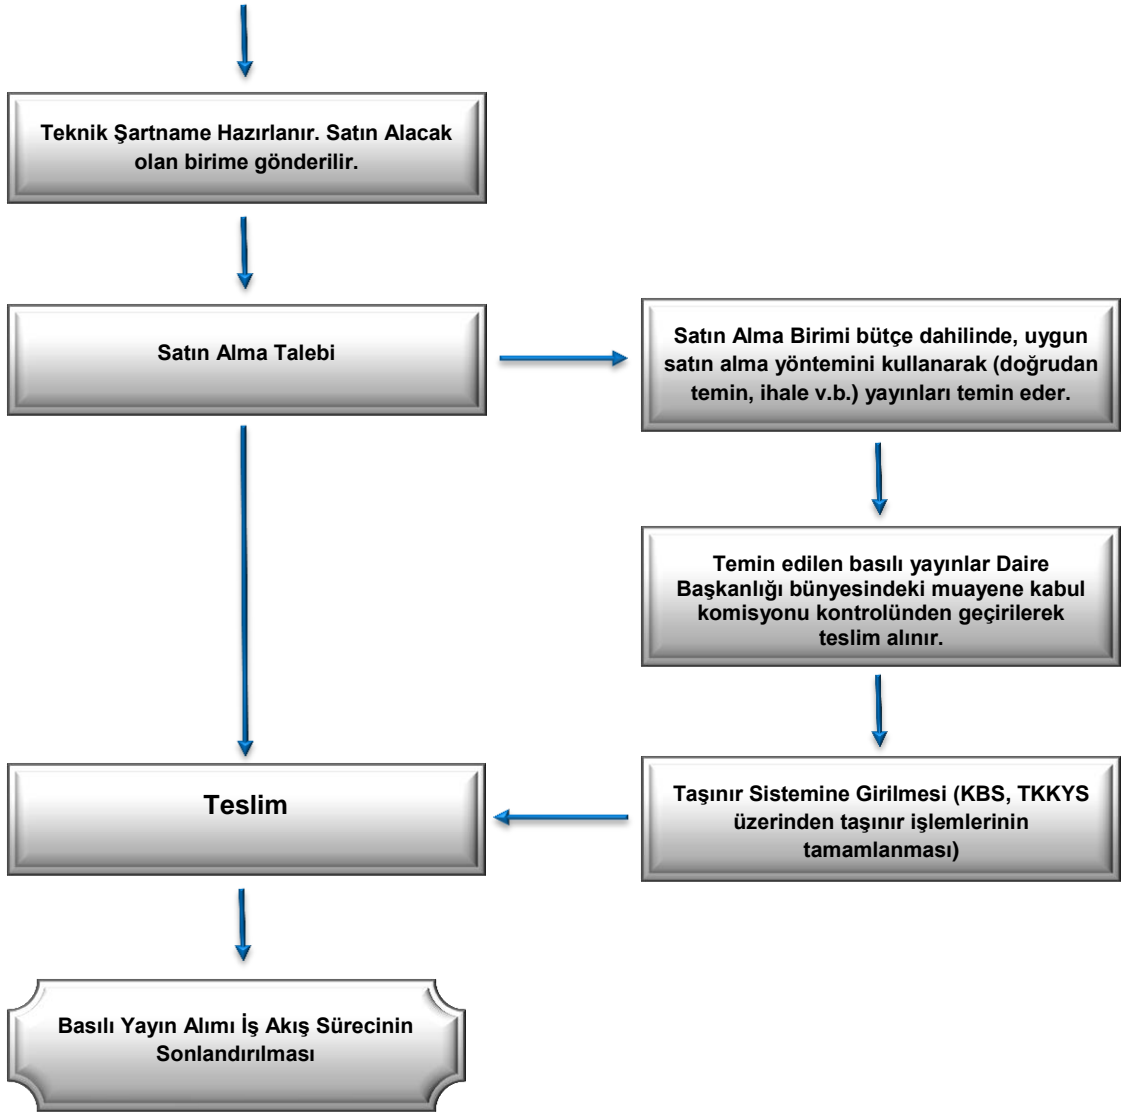 Teknik Şartname Hazırlanır. Satın Alacak
olan birime gönderilir.
Satın Alma Talebi
Satın Alma Birimi bütçe dahilinde, uygun
satın alma yöntemini kullanarak (doğrudan
temin, ihale v.b.) yayınları temin eder.
Temin edilen basılı yayınlar Daire
Başkanlığı bünyesindeki muayene kabul
komisyonu kontrolünden geçirilerek
teslim alınır.
Taşınır Sistemine Girilmesi (KBS, TKKYS
üzerinden taşınır işlemlerinin
tamamlanması)
Teslim
Basılı Yayın Alımı İş Akış Sürecinin
Sonlandırılması